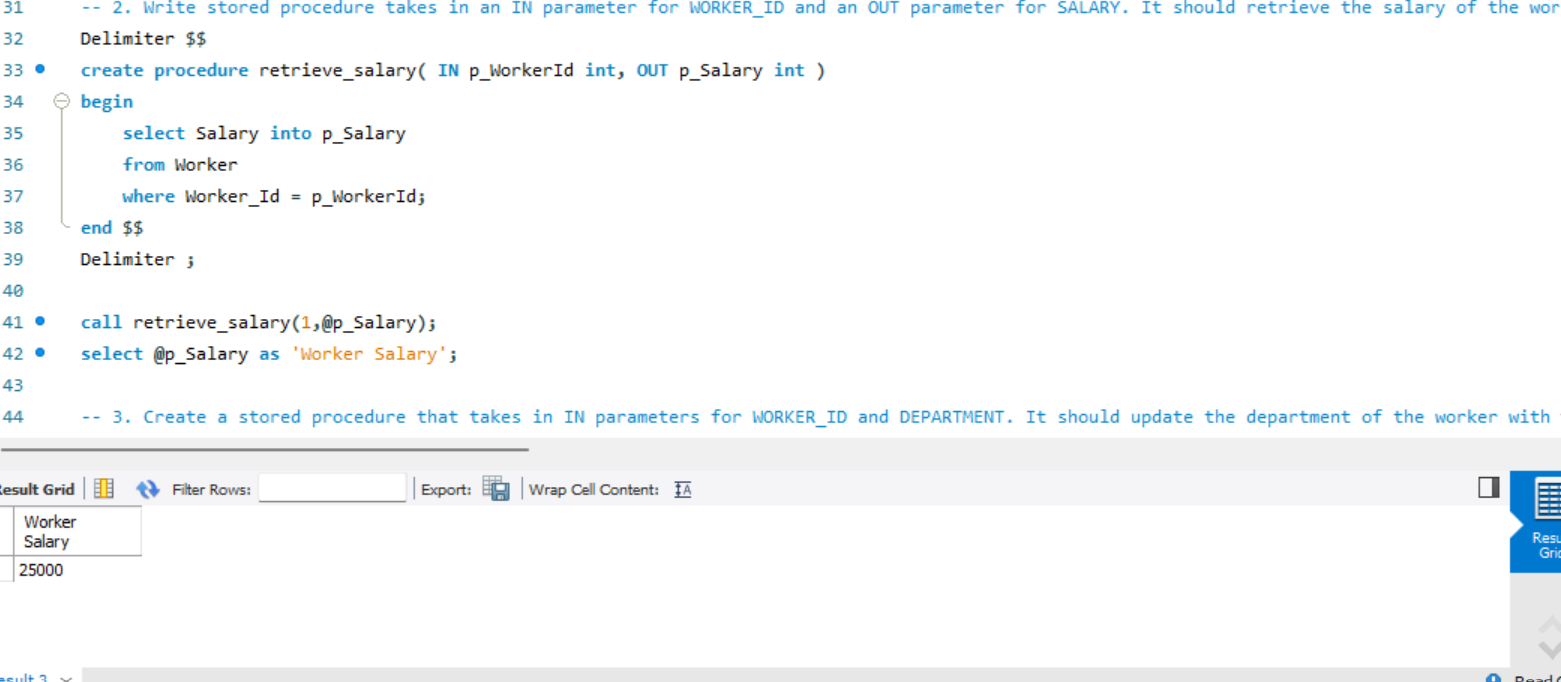 31 -- 2. Write stored procedure takes in an IN parameter for WORKER_ID and an OUT parameter for SALARY. It should retrieve the salary of the wor
32 Delimiter $$
33 create procedure retrieve_salary( IN p_WorkerId int, OUT p_Salary int )
34 begin
35 select Salary into p_Salary
36 from Worker
37 where Worker_Id = p_WorkerId;
38 end $$
39 Delimiter ;
40
41 call retrieve_salary(1,@p_Salary);
42 select @p_Salary as 'Worker Salary';
43
44 -- 3. Create a stored procedure that takes in IN parameters for WORKER_ID and DEPARTMENT. It should update the department of the worker with
Result Grid Filter Rows: Export: Wrap Cell Content: IA
Worker
Salary
25000
Resu
Grid
esult 3
Read